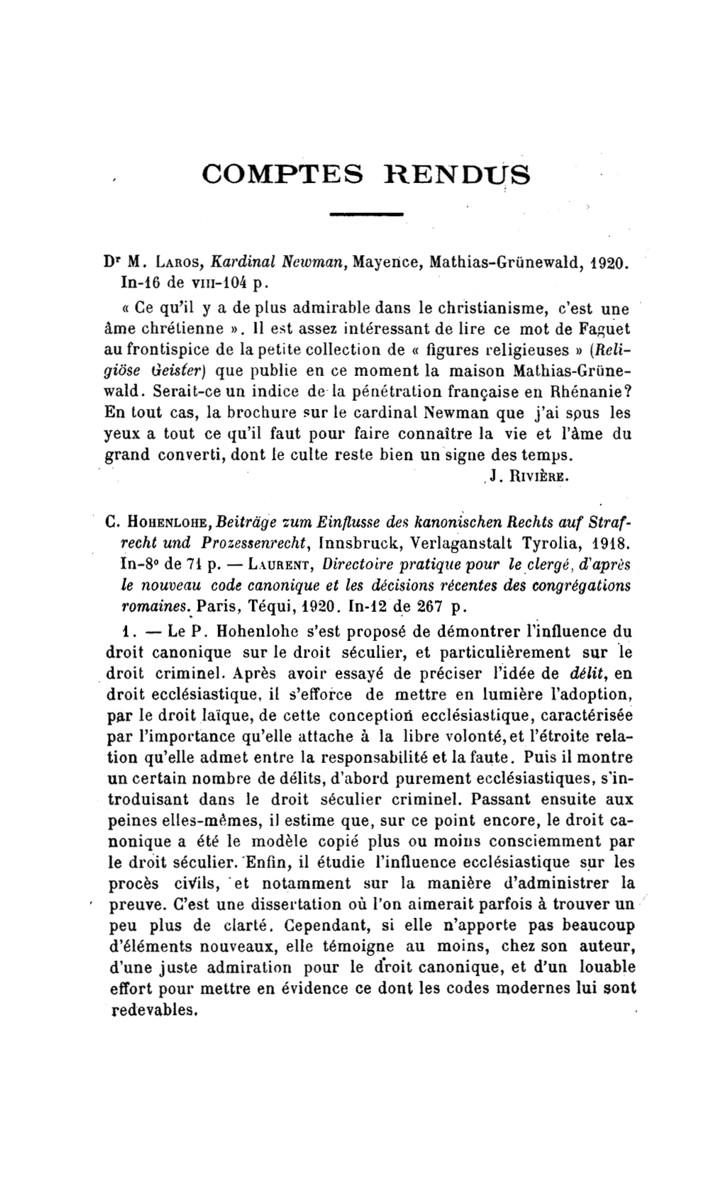 COMPTES RENDUS
Dr M. LAROS, Kardinal Newman, Mayence, Mathias-Grünewald, 1920.
In-16 de VIII-104 p.
« Ce qu'il y a de plus admirable dans le christianisme, c'est une
âme chrétienne ». Il est assez intéressant de lire ce mot de Faguet
au frontispice de la petite collection de « figures religieuses » (Reli-
giöse Geister) que publie en ce moment la maison Mathias-Grüne-
wald. Serait-ce un indice de la pénétration française en Rhénanie?
En tout cas, la brochure sur le cardinal Newman que j'ai sous les
yeux a tout ce qu'il faut pour faire connaître la vie et l'âme du
grand converti, dont le culte reste bien un signe des temps.
J. RIVIÈRE.
C. HOHENLOHE, Beiträge zum Einflusse des kanonischen Rechts auf Straf-
recht und Prozessenrecht, Innsbruck, Verlaganstalt Tyrolia, 1918.
In-8° de 71 p. — LAURENT, Directoire pratique pour le clergé, d'après
le nouveau code canonique et les décisions récentes des congrégations
romaines. Paris, Téqui, 1920. In-12 de 267 p.
1. — Le P. Hohenlohe s'est proposé de démontrer l'influence du
droit canonique sur le droit séculier, et particulièrement sur le
droit criminel. Après avoir essayé de préciser l'idée de délit, en
droit ecclésiastique, il s'efforce de mettre en lumière l'adoption,
par le droit laïque, de cette conception ecclésiastique, caractérisée
par l'importance qu'elle attache à la libre volonté, et l'étroite rela-
tion qu'elle admet entre la responsabilité et la faute. Puis il montre
un certain nombre de délits, d'abord purement ecclésiastiques, s'in-
troduisant dans le droit séculier criminel. Passant ensuite aux
peines elles-mêmes, il estime que, sur ce point encore, le droit ca-
nonique a été le modèle copié plus ou moins consciemment par
le droit séculier. Enfin, il étudie l'influence ecclésiastique sur les
procès civils, et notamment sur la manière d'administrer la
preuve. C'est une dissertation où l'on aimerait parfois à trouver un
peu plus de clarté. Cependant, si elle n'apporte pas beaucoup
d'éléments nouveaux, elle témoigne au moins, chez son auteur,
d'une juste admiration pour le droit canonique, et d'un louable
effort pour mettre en évidence ce dont les codes modernes lui sont
redevables.